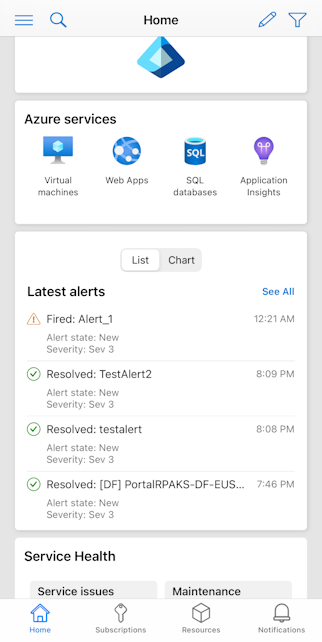 Home
Azure services
Virtual machines
Web Apps
SQL databases
Application Insights
SQL
List Chart
Latest alerts See All
Fired: Alert_1 12:21 AM
Alert state: New
Severity: Sev 3
Resolved: TestAlert2 8:09 PM
Alert state: New
Severity: Sev 3
Resolved: testalert 8:08 PM
Alert state: New
Severity: Sev 3
Resolved: [DF] PortalRPAKS-DF-EUS... 7:46 PM
Alert state: New
Severity: Sev 3
Service Health
Service issues Maintenance
Home Subscriptions Resources Notifications